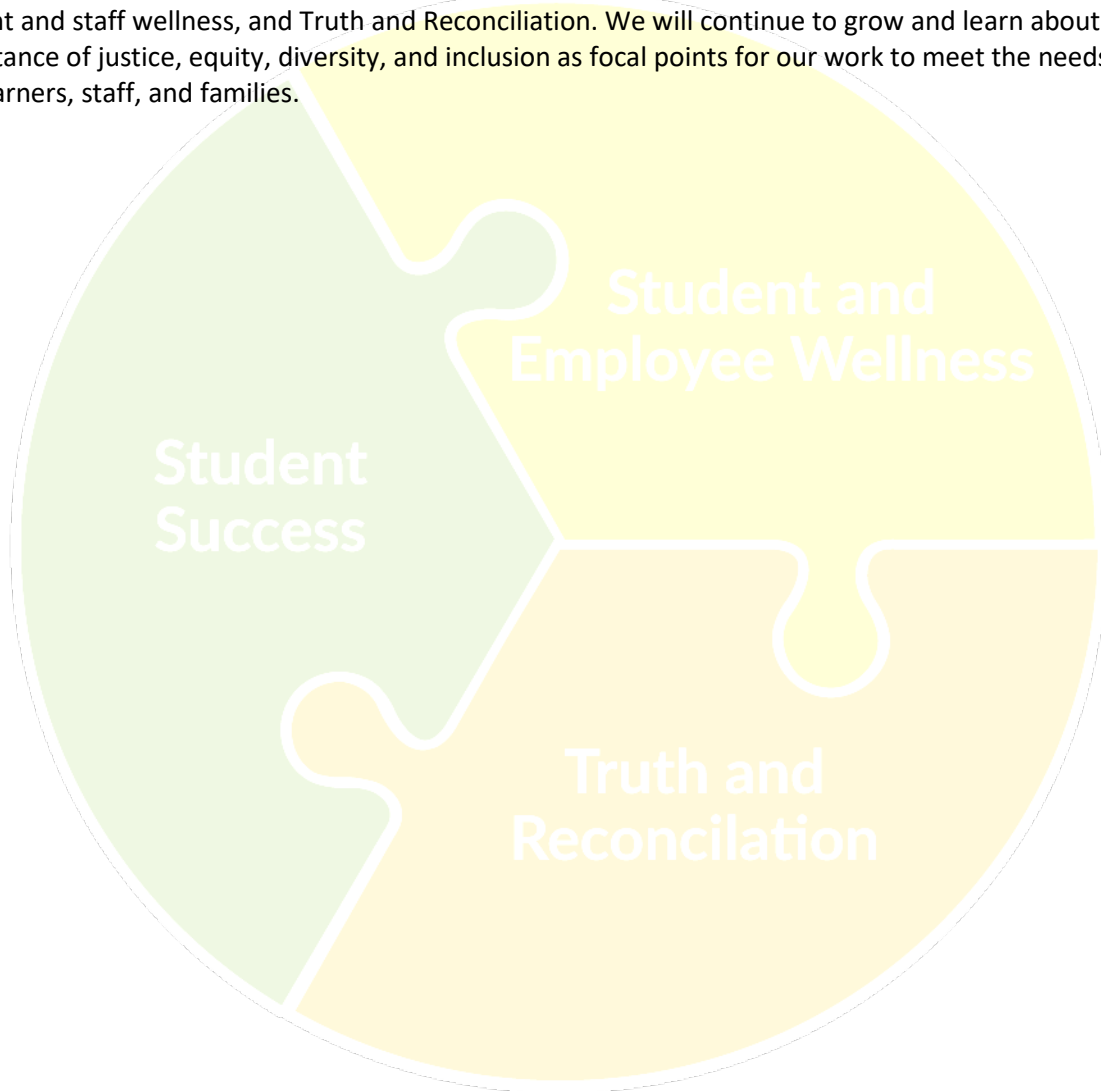 nt and staff wellness, and Truth and Reconciliation. We will continue to grow and learn about
tance of justice, equity, diversity, and inclusion as focal points for our work to meet the needs
arners, staff, and families.
Student and
Employee Wellness
Student
Success
Truth and
Reconcilation